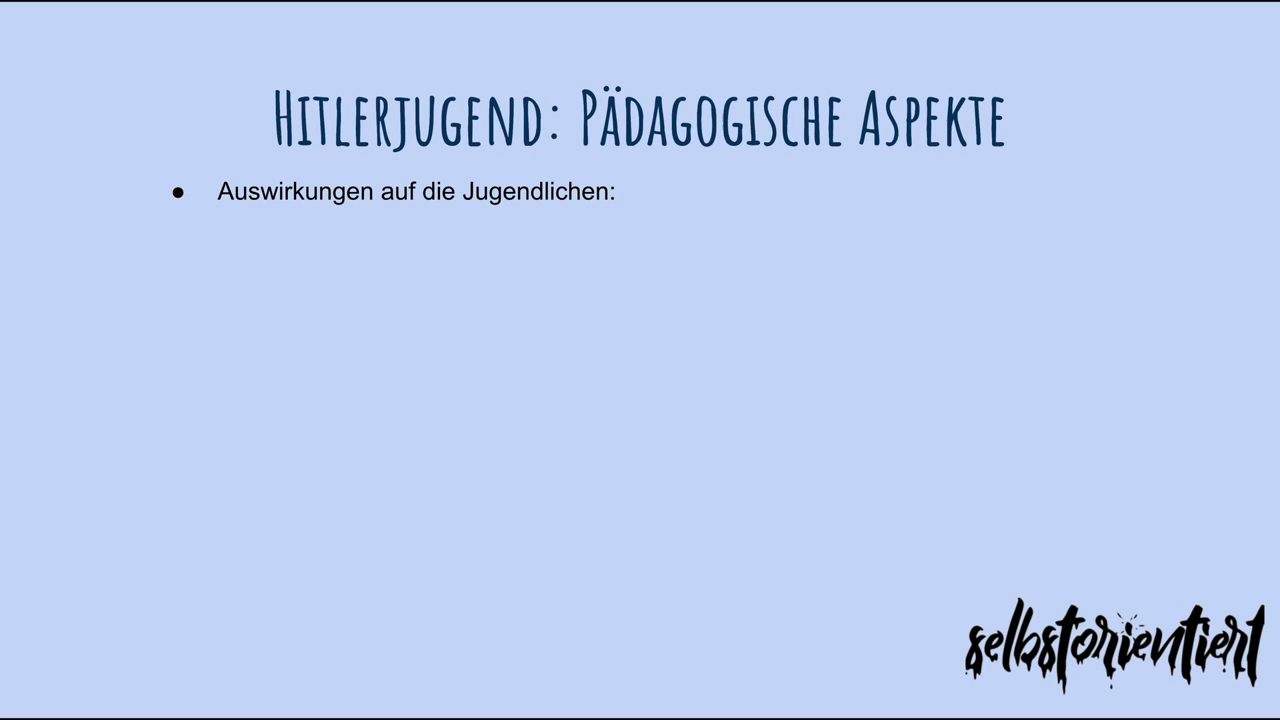 Hitlerjugend: Pädagogische Aspekte
● Auswirkungen auf die Jugendlichen:
selbstorientiert